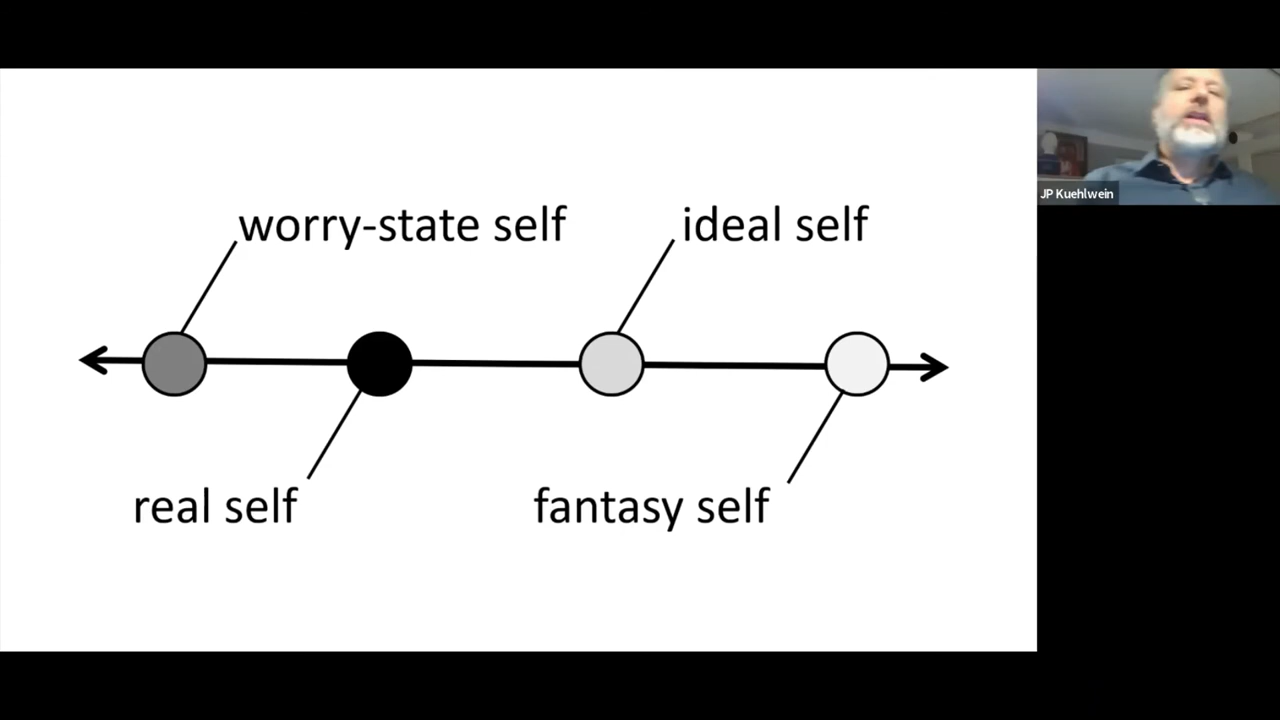 worry-state self
ideal self
JP Kuehlwein
real self
fantasy self